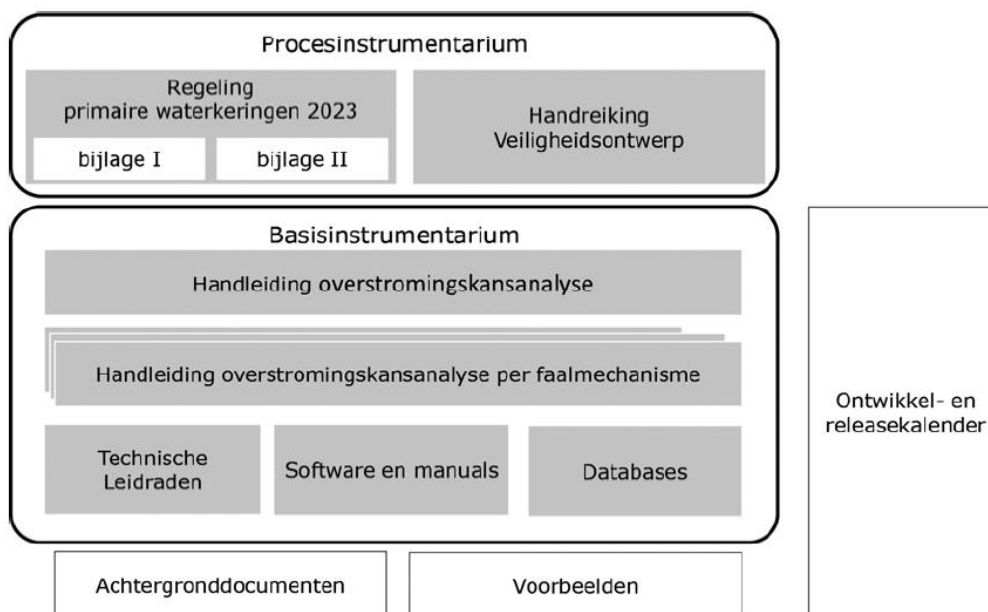 Procesinstrumentarium
Regeling
primaire waterkeringen 2023
bijlage I
bijlage II
Handreiking
Veiligheidsontwerp
Basisinstrumentarium
Handleiding overstromingskansanalyse
Handleiding overstromingskansanalyse per faalmechanisme
Technische
Leidraden
Software en manuals
Databases
Achtergronddocumenten
Voorbeelden
Ontwikkel- en
releasekalender